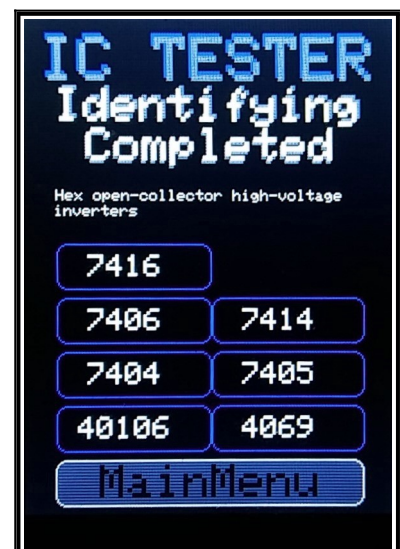 IC TESTER
Identifying
Completed
Hex open-collector high-voltage
inverters
7416
7406 7414
7404 7405
40106 4069
MainMenu